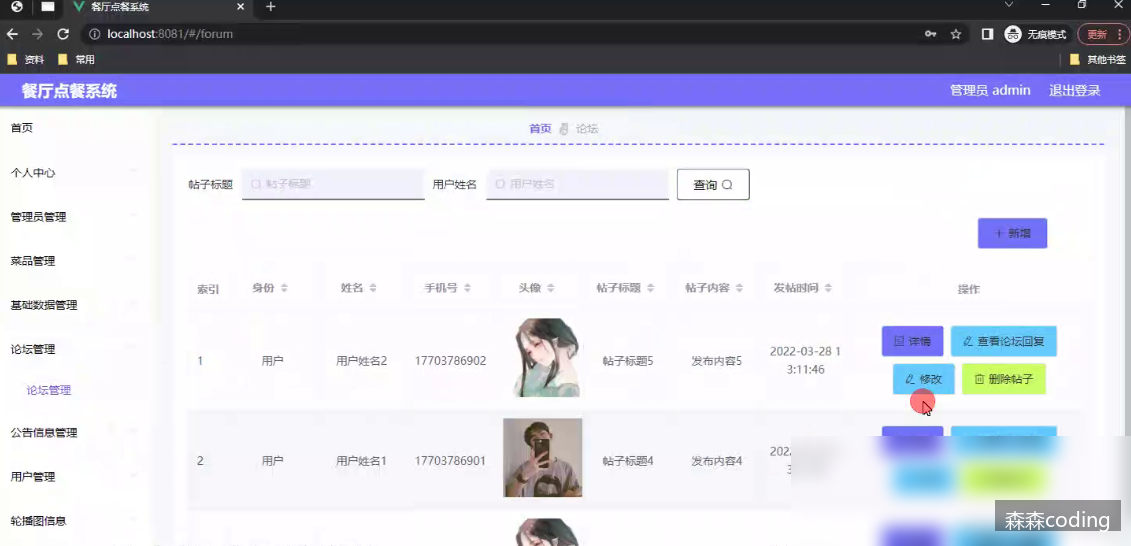 餐厅点餐系统
localhost:8081/#/forum
无痕模式
更新
资料
常用
其他书签
餐厅点餐系统
管理员 admin
退出登录
首页
个人中心
管理员管理
菜品管理
基础数据管理
论坛管理
论坛管理
公告信息管理
用户管理
轮播图信息
首页
论坛
帖子标题
帖子标题
用户姓名
用户姓名
查询
+ 新增
索引 身份 姓名 手机号 头像 帖子标题 帖子内容 发帖时间 操作
1 用户 用户姓名2 17703786902 帖子标题5 发布内容5 2022-03-28 1
3:11:46
详情
查看论坛回复
修改
删除帖子
2 用户 用户姓名1 17703786901 帖子标题4 发布内容4 202
森森coding